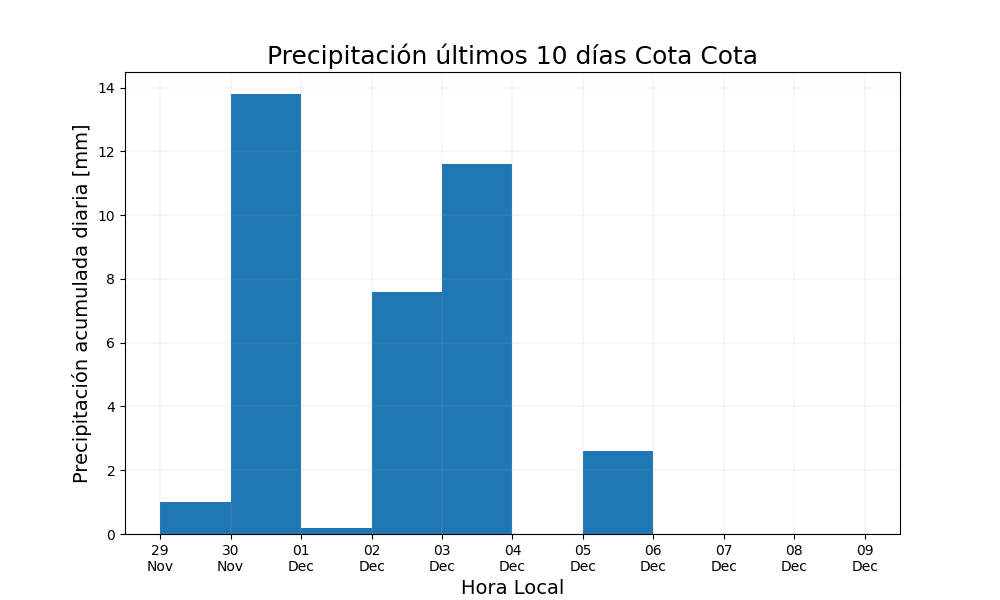 Precipitación últimos 10 días Cota Cota
Precipitación acumulada diaria [mm]
14
12
10
8
6
4
2
0
29 30 01 02 03 04 05 06 07 08 09
Nov Nov Dec Dec Dec Dec Dec Dec Dec Dec Dec
Hora Local